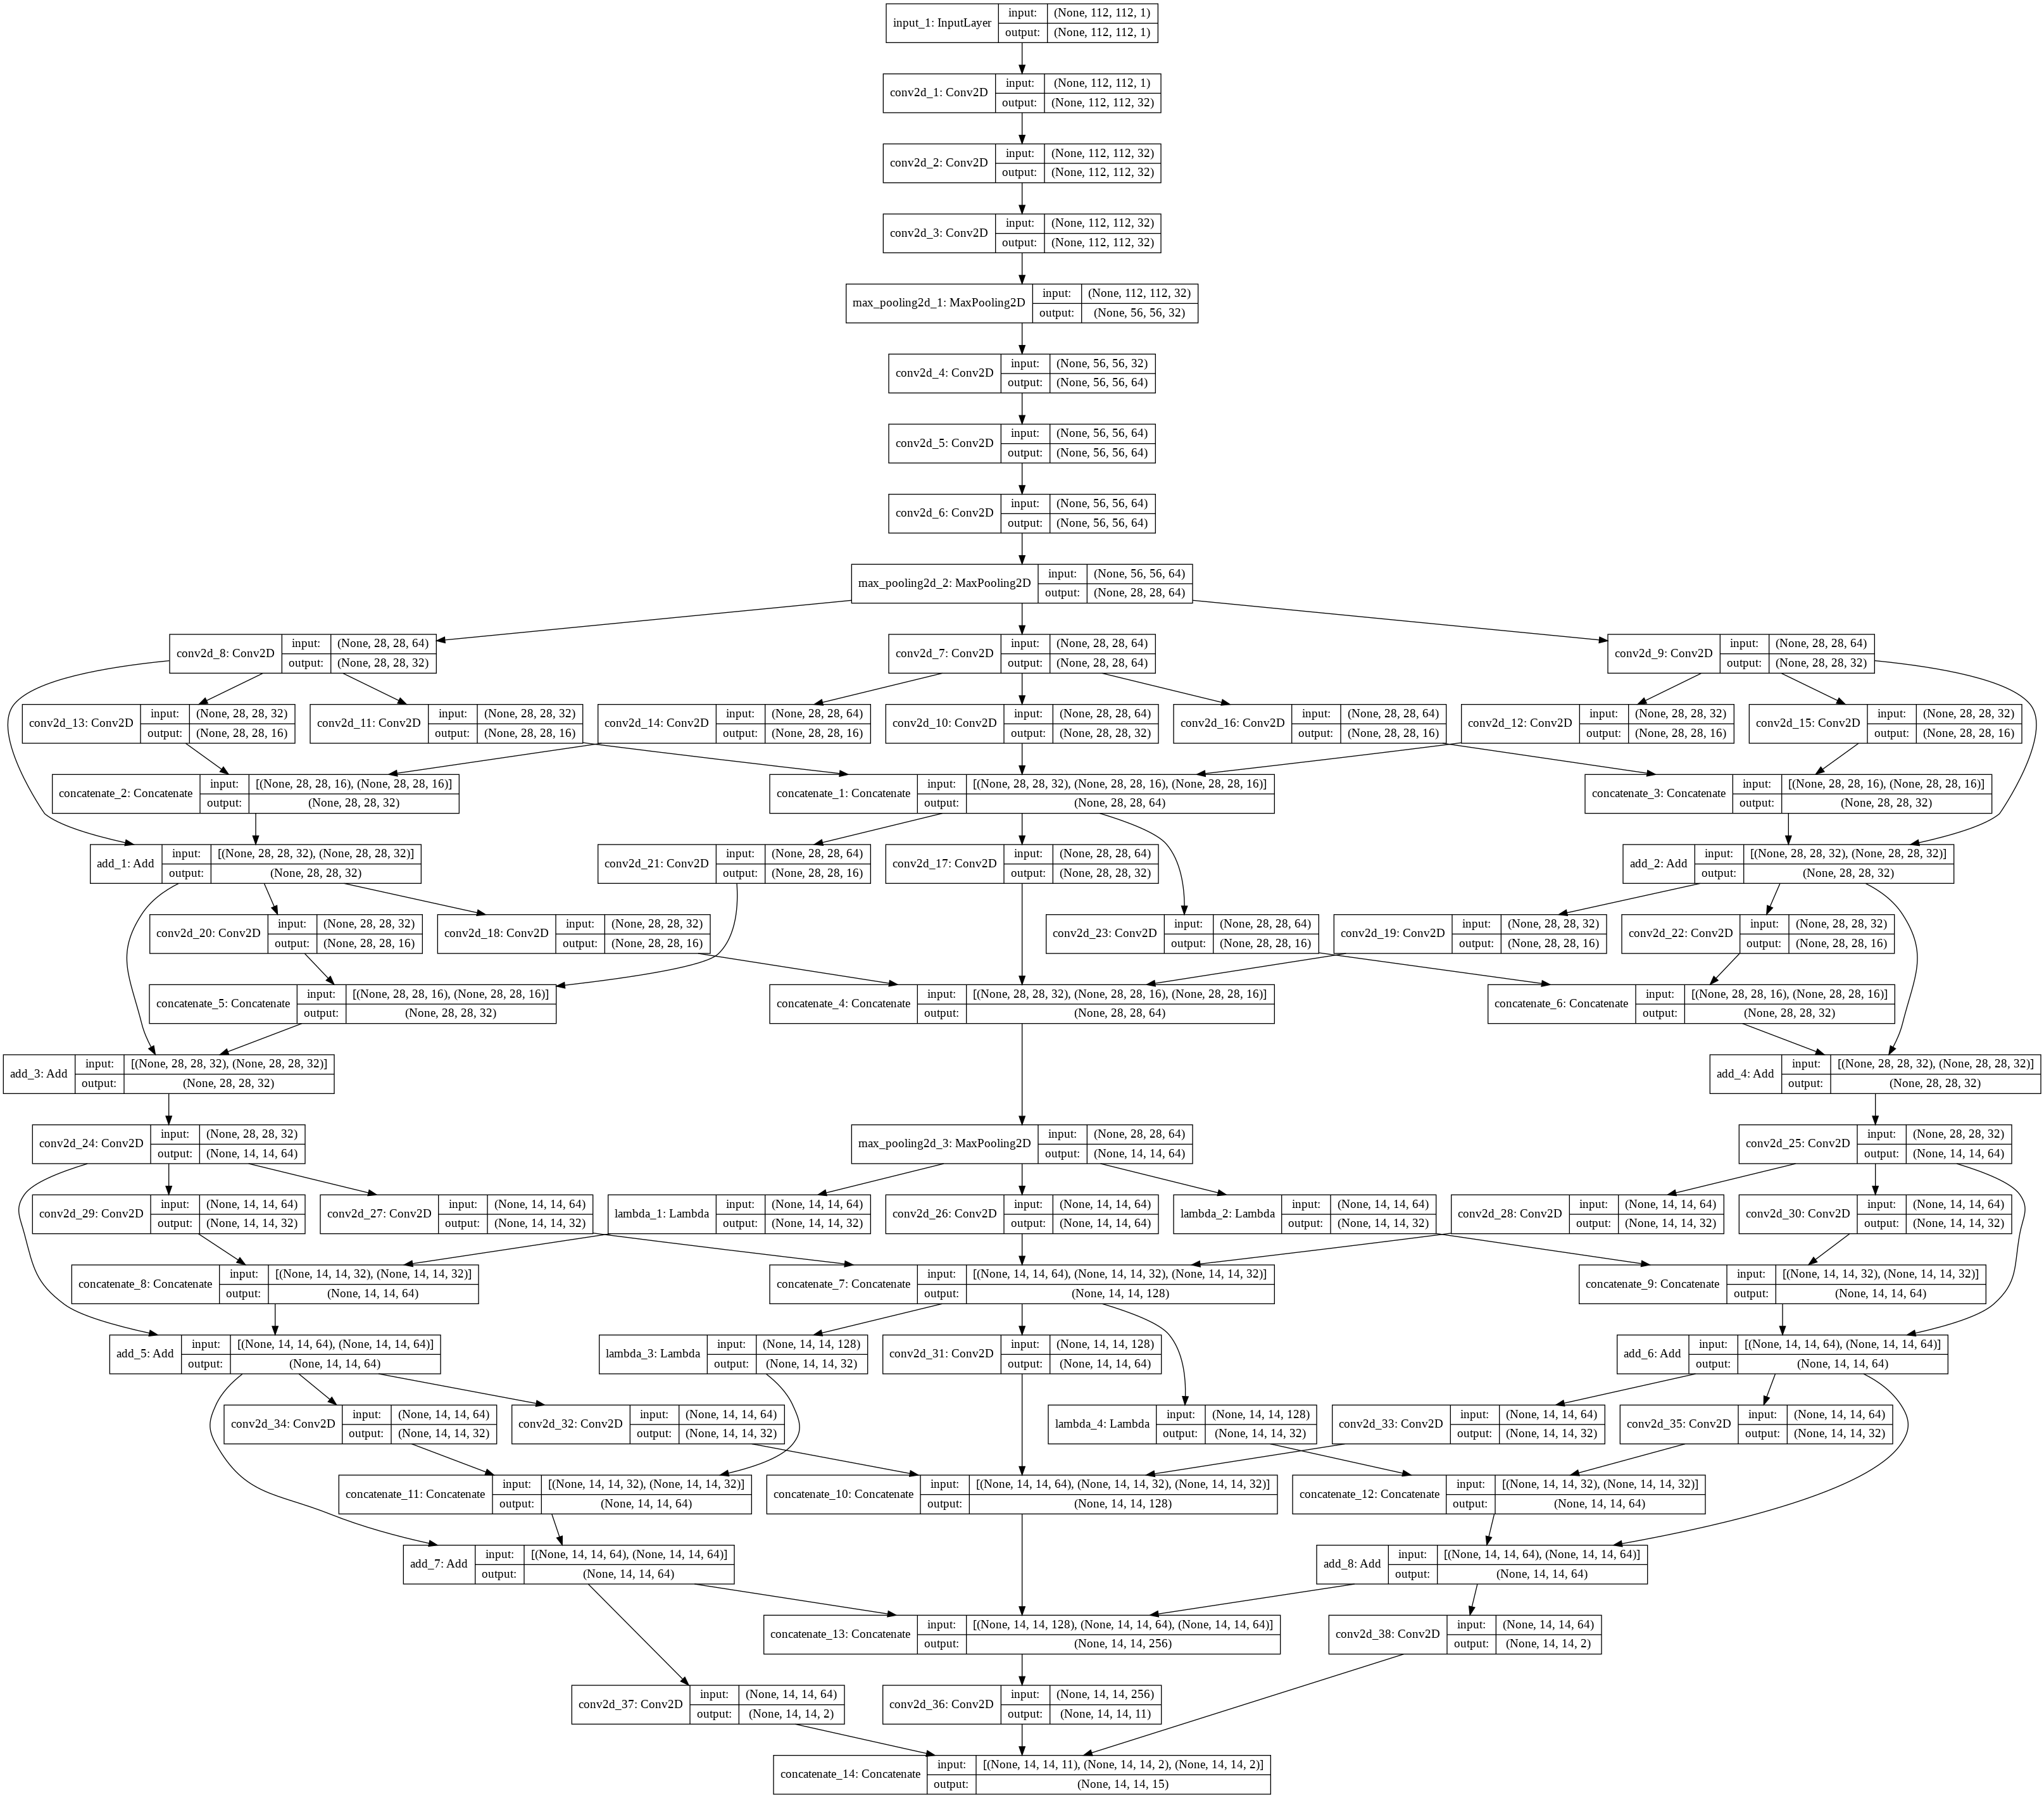 input_1: InputLayer input: (None, 112, 112, 1)
output: (None, 112, 112, 1)
conv2d_1: Conv2D input: (None, 112, 112, 1)
output: (None, 112, 112, 32)
conv2d_2: Conv2D input: (None, 112, 112, 32)
output: (None, 112, 112, 32)
conv2d_3: Conv2D input: (None, 112, 112, 32)
output: (None, 112, 112, 32)
max_pooling2d_1: MaxPooling2D input: (None, 112, 112, 32)
output: (None, 56, 56, 32)
conv2d_4: Conv2D input: (None, 56, 56, 32)
output: (None, 56, 56, 64)
conv2d_5: Conv2D input: (None, 56, 56, 64)
output: (None, 56, 56, 64)
conv2d_6: Conv2D input: (None, 56, 56, 64)
output: (None, 56, 56, 64)
max_pooling2d_2: MaxPooling2D input: (None, 56, 56, 64)
output: (None, 28, 28, 64)
conv2d_8: Conv2D input: (None, 28, 28, 64)
output: (None, 28, 28, 32)
conv2d_7: Conv2D input: (None, 28, 28, 64)
output: (None, 28, 28, 64)
conv2d_9: Conv2D input: (None, 28, 28, 64)
output: (None, 28, 28, 32)
conv2d_13: Conv2D input: (None, 28, 28, 32)
output: (None, 28, 28, 16)
conv2d_11: Conv2D input: (None, 28, 28, 32)
output: (None, 28, 28, 16)
conv2d_14: Conv2D input: (None, 28, 28, 64)
output: (None, 28, 28, 16)
conv2d_10: Conv2D input: (None, 28, 28, 64)
output: (None, 28, 28, 32)
conv2d_16: Conv2D input: (None, 28, 28, 64)
output: (None, 28, 28, 16)
conv2d_12: Conv2D input: (None, 28, 28, 32)
output: (None, 28, 28, 16)
conv2d_15: Conv2D input: (None, 28, 28, 32)
output: (None, 28, 28, 16)
concatenate_2: Concatenate input: [(None, 28, 28, 16), (None, 28, 28, 16)]
output: (None, 28, 28, 32)
concatenate_1: Concatenate input: [(None, 28, 28, 32), (None, 28, 28, 16), (None, 28, 28, 16)]
output: (None, 28, 28, 64)
concatenate_3: Concatenate input: [(None, 28, 28, 16), (None, 28, 28, 16)]
output: (None, 28, 28, 32)
add_1: Add input: [(None, 28, 28, 32), (None, 28, 28, 32)]
output: (None, 28, 28, 32)
conv2d_21: Conv2D input: (None, 28, 28, 64)
output: (None, 28, 28, 16)
conv2d_17: Conv2D input: (None, 28, 28, 64)
output: (None, 28, 28, 32)
add_2: Add input: [(None, 28, 28, 32), (None, 28, 28, 32)]
output: (None, 28, 28, 32)
conv2d_20: Conv2D input: (None, 28, 28, 32)
output: (None, 28, 28, 16)
conv2d_18: Conv2D input: (None, 28, 28, 32)
output: (None, 28, 28, 16)
conv2d_23: Conv2D input: (None, 28, 28, 64)
output: (None, 28, 28, 16)
conv2d_19: Conv2D input: (None, 28, 28, 32)
output: (None, 28, 28, 16)
conv2d_22: Conv2D input: (None, 28, 28, 32)
output: (None, 28, 28, 16)
concatenate_5: Concatenate input: [(None, 28, 28, 16), (None, 28, 28, 16)]
output: (None, 28, 28, 32)
concatenate_4: Concatenate input: [(None, 28, 28, 32), (None, 28, 28, 16), (None, 28, 28, 16)]
output: (None, 28, 28, 64)
concatenate_6: Concatenate input: [(None, 28, 28, 16), (None, 28, 28, 16)]
output: (None, 28, 28, 32)
add_3: Add input: [(None, 28, 28, 32), (None, 28, 28, 32)]
output: (None, 28, 28, 32)
add_4: Add input: [(None, 28, 28, 32), (None, 28, 28, 32)]
output: (None, 28, 28, 32)
conv2d_24: Conv2D input: (None, 28, 28, 32)
output: (None, 14, 14, 64)
max_pooling2d_3: MaxPooling2D input: (None, 28, 28, 64)
output: (None, 14, 14, 64)
conv2d_25: Conv2D input: (None, 28, 28, 32)
output: (None, 14, 14, 64)
conv2d_29: Conv2D input: (None, 14, 14, 64)
output: (None, 14, 14, 32)
conv2d_27: Conv2D input: (None, 14, 14, 64)
output: (None, 14, 14, 32)
lambda_1: Lambda input: (None, 14, 14, 64)
output: (None, 14, 14, 32)
conv2d_26: Conv2D input: (None, 14, 14, 64)
output: (None, 14, 14, 64)
lambda_2: Lambda input: (None, 14, 14, 64)
output: (None, 14, 14, 32)
conv2d_28: Conv2D input: (None, 14, 14, 64)
output: (None, 14, 14, 32)
conv2d_30: Conv2D input: (None, 14, 14, 64)
output: (None, 14, 14, 32)
concatenate_8: Concatenate input: [(None, 14, 14, 32), (None, 14, 14, 32)]
output: (None, 14, 14, 64)
concatenate_7: Concatenate input: [(None, 14, 14, 64), (None, 14, 14, 32), (None, 14, 14, 32)]
output: (None, 14, 14, 128)
concatenate_9: Concatenate input: [(None, 14, 14, 32), (None, 14, 14, 32)]
output: (None, 14, 14, 64)
add_5: Add input: [(None, 14, 14, 64), (None, 14, 14, 64)]
output: (None, 14, 14, 64)
lambda_3: Lambda input: (None, 14, 14, 128)
output: (None, 14, 14, 32)
conv2d_31: Conv2D input: (None, 14, 14, 128)
output: (None, 14, 14, 64)
add_6: Add input: [(None, 14, 14, 64), (None, 14, 14, 64)]
output: (None, 14, 14, 64)
conv2d_34: Conv2D input: (None, 14, 14, 64)
output: (None, 14, 14, 32)
conv2d_32: Conv2D input: (None, 14, 14, 64)
output: (None, 14, 14, 32)
lambda_4: Lambda input: (None, 14, 14, 128)
output: (None, 14, 14, 32)
conv2d_33: Conv2D input: (None, 14, 14, 64)
output: (None, 14, 14, 32)
conv2d_35: Conv2D input: (None, 14, 14, 64)
output: (None, 14, 14, 32)
concatenate_11: Concatenate input: [(None, 14, 14, 32), (None, 14, 14, 32)]
output: (None, 14, 14, 64)
concatenate_10: Concatenate input: [(None, 14, 14, 64), (None, 14, 14, 32), (None, 14, 14, 32)]
output: (None, 14, 14, 128)
concatenate_12: Concatenate input: [(None, 14, 14, 32), (None, 14, 14, 32)]
output: (None, 14, 14, 64)
add_7: Add input: [(None, 14, 14, 64), (None, 14, 14, 64)]
output: (None, 14, 14, 64)
add_8: Add input: [(None, 14, 14, 64), (None, 14, 14, 64)]
output: (None, 14, 14, 64)
concatenate_13: Concatenate input: [(None, 14, 14, 128), (None, 14, 14, 64), (None, 14, 14, 64)]
output: (None, 14, 14, 256)
conv2d_38: Conv2D input: (None, 14, 14, 64)
output: (None, 14, 14, 2)
conv2d_37: Conv2D input: (None, 14, 14, 64)
output: (None, 14, 14, 2)
conv2d_36: Conv2D input: (None, 14, 14, 256)
output: (None, 14, 14, 11)
concatenate_14: Concatenate input: [(None, 14, 14, 11), (None, 14, 14, 2), (None, 14, 14, 2)]
output: (None, 14, 14, 15)